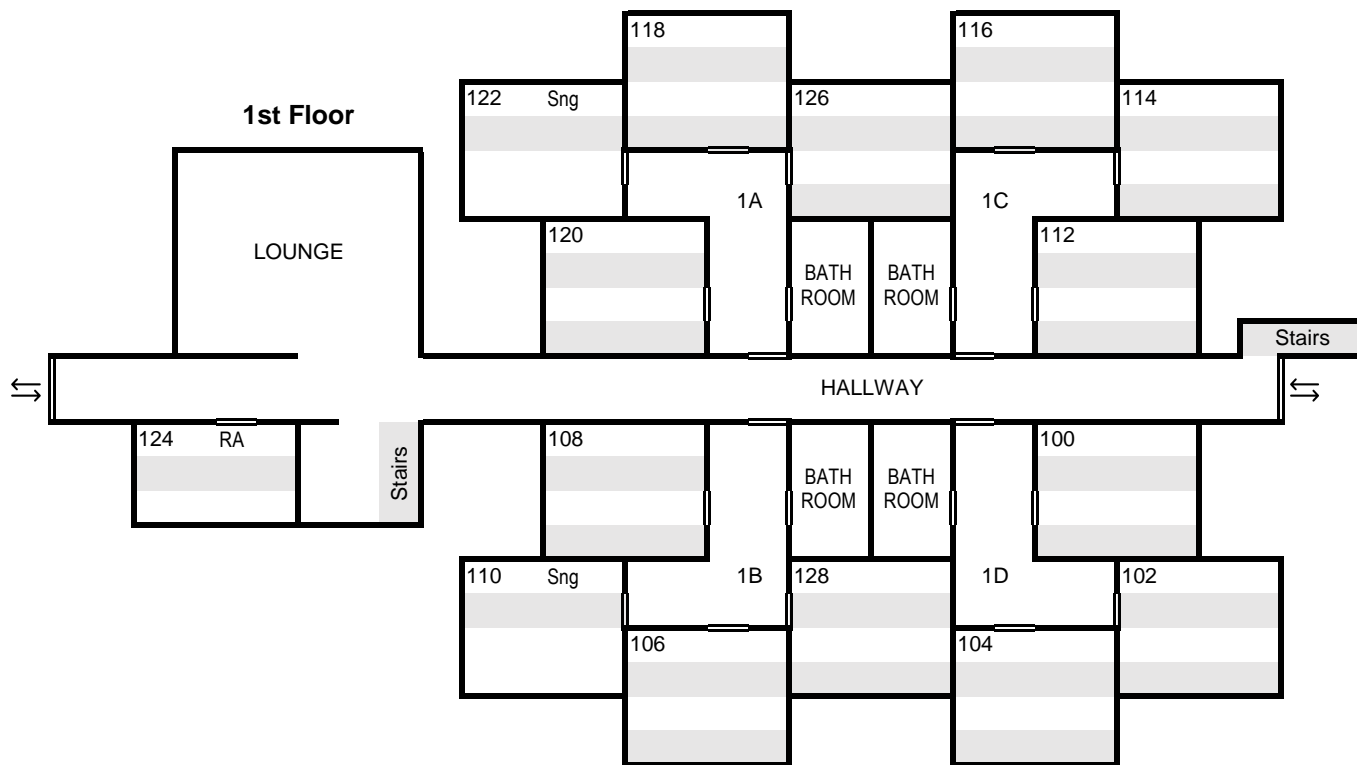 118
116
122 Sng
126
114
1st Floor
1A
1C
120
112
LOUNGE
BATH
ROOM
BATH
ROOM
Stairs
HALLWAY
124 RA
Stairs
108
100
BATH
ROOM
BATH
ROOM
110 Sng
1B
128
1D
102
106
104